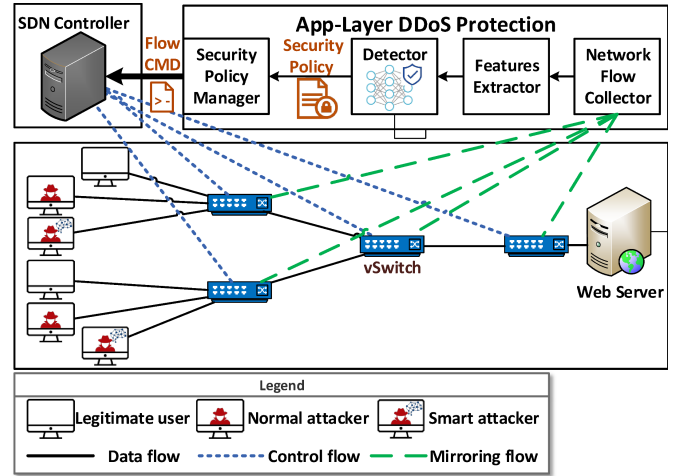 SDN Controller
App-Layer DDoS Protection
Flow
CMD
>-
Security
Policy
Manager
Security
Policy
Detector
Features
Extractor
Network
Flow
Collector
vSwitch
Web Server
Legend
Legitimate user
Normal attacker
Smart attacker
Data flow
Control flow
Mirroring flow